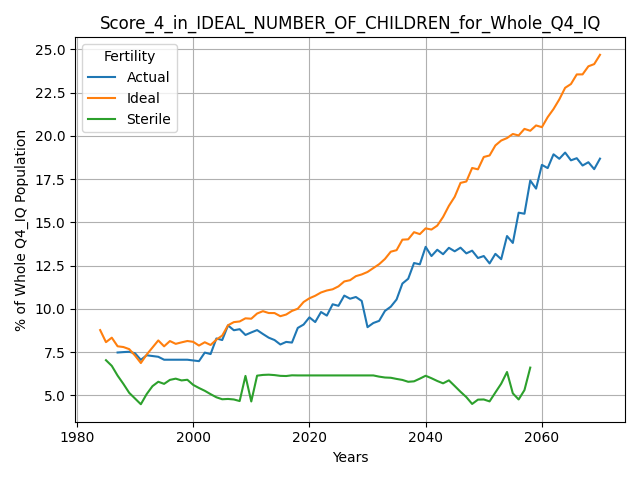 Score_4_in_IDEAL_NUMBER_OF_CHILDREN_for_Whole_Q4_IQ
Fertility
Actual
Ideal
Sterile
% of Whole Q4_IQ Population
25.0
22.5
20.0
17.5
15.0
12.5
10.0
7.5
5.0
1980
2000
2020
2040
2060
Years